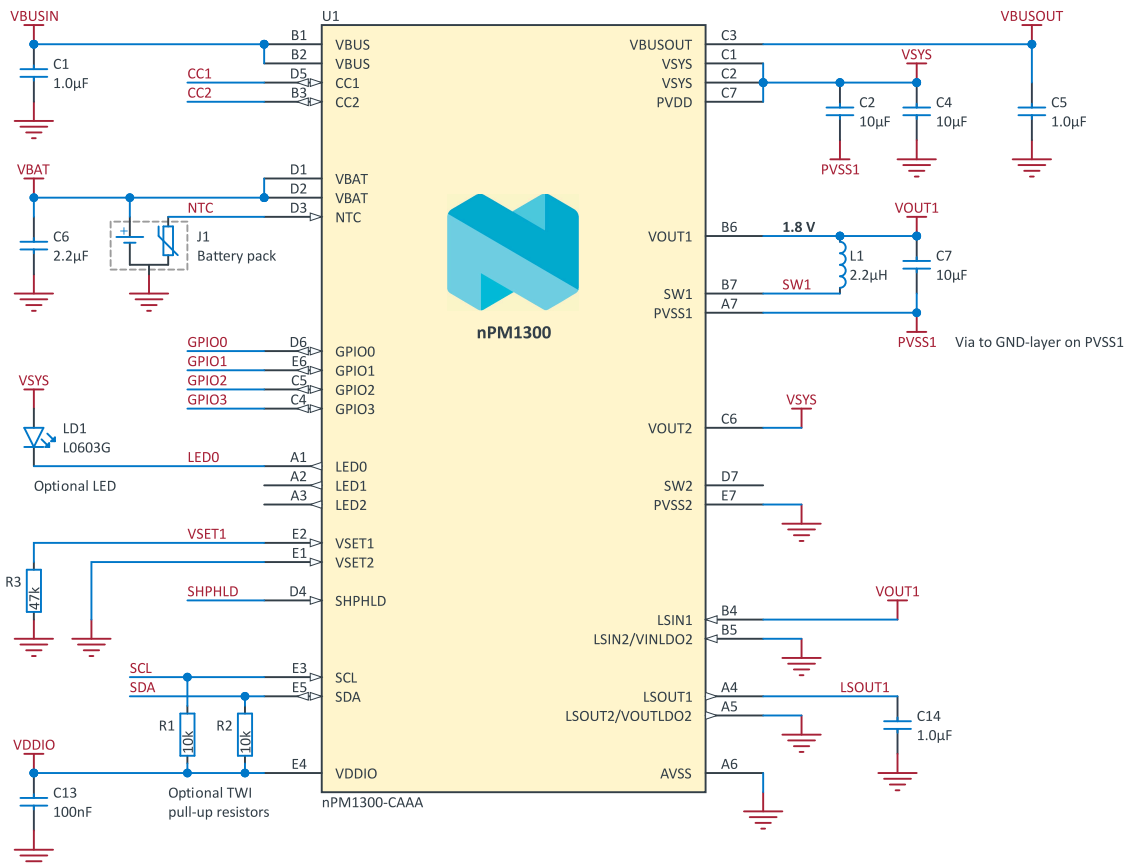 U1
VBUSIN
B1
VBUS
B2
VBUS
C1
1.0µF
CC1
D5
CC1
CC2
B3
CC2
VBAT
D1
VBAT
D2
VBAT
NTC
D3
NTC
C6
2.2µF
+
J1
Battery pack
GPIO0
D6
GPIO0
GPIO1
E6
GPIO1
GPIO2
C5
GPIO2
GPIO3
C4
GPIO3
VSYS
LD1
L0603G
LED0
A1
LED0
Optional LED
A2
LED1
A3
LED2
VSET1
E2
VSET1
E1
VSET2
R3
47k
SHPHLD
D4
SHPHLD
SCL
E3
SCL
SDA
E5
SDA
R1
10k
R2
10k
VDDIO
E4
VDDIO
C13
100nF
Optional TWI
pull-up resistors
nPM1300
nPM1300-CAAA
VBUSOUT
C3
VBUSOUT
VSYS
C1
VSYS
VSYS
C2
PVDD
C7
C2
10µF
PVSS1
C4
10µF
C5
1.0µF
VOUT1
VOUT1
B6
1.8 V
L1
2.2µH
C7
10µF
SW1
B7
SW1
PVSS1
A7
PVSS1
Via to GND-layer on PVSS1
VSYS
VOUT2
C6
SW2
D7
PVSS2
E7
VOUT1
LSIN1
B4
LSIN2/VINLDO2
B5
LSOUT1
A4
LSOUT1
LSOUT2/VOUTLDO2
A5
C14
1.0µF
AVSS
A6